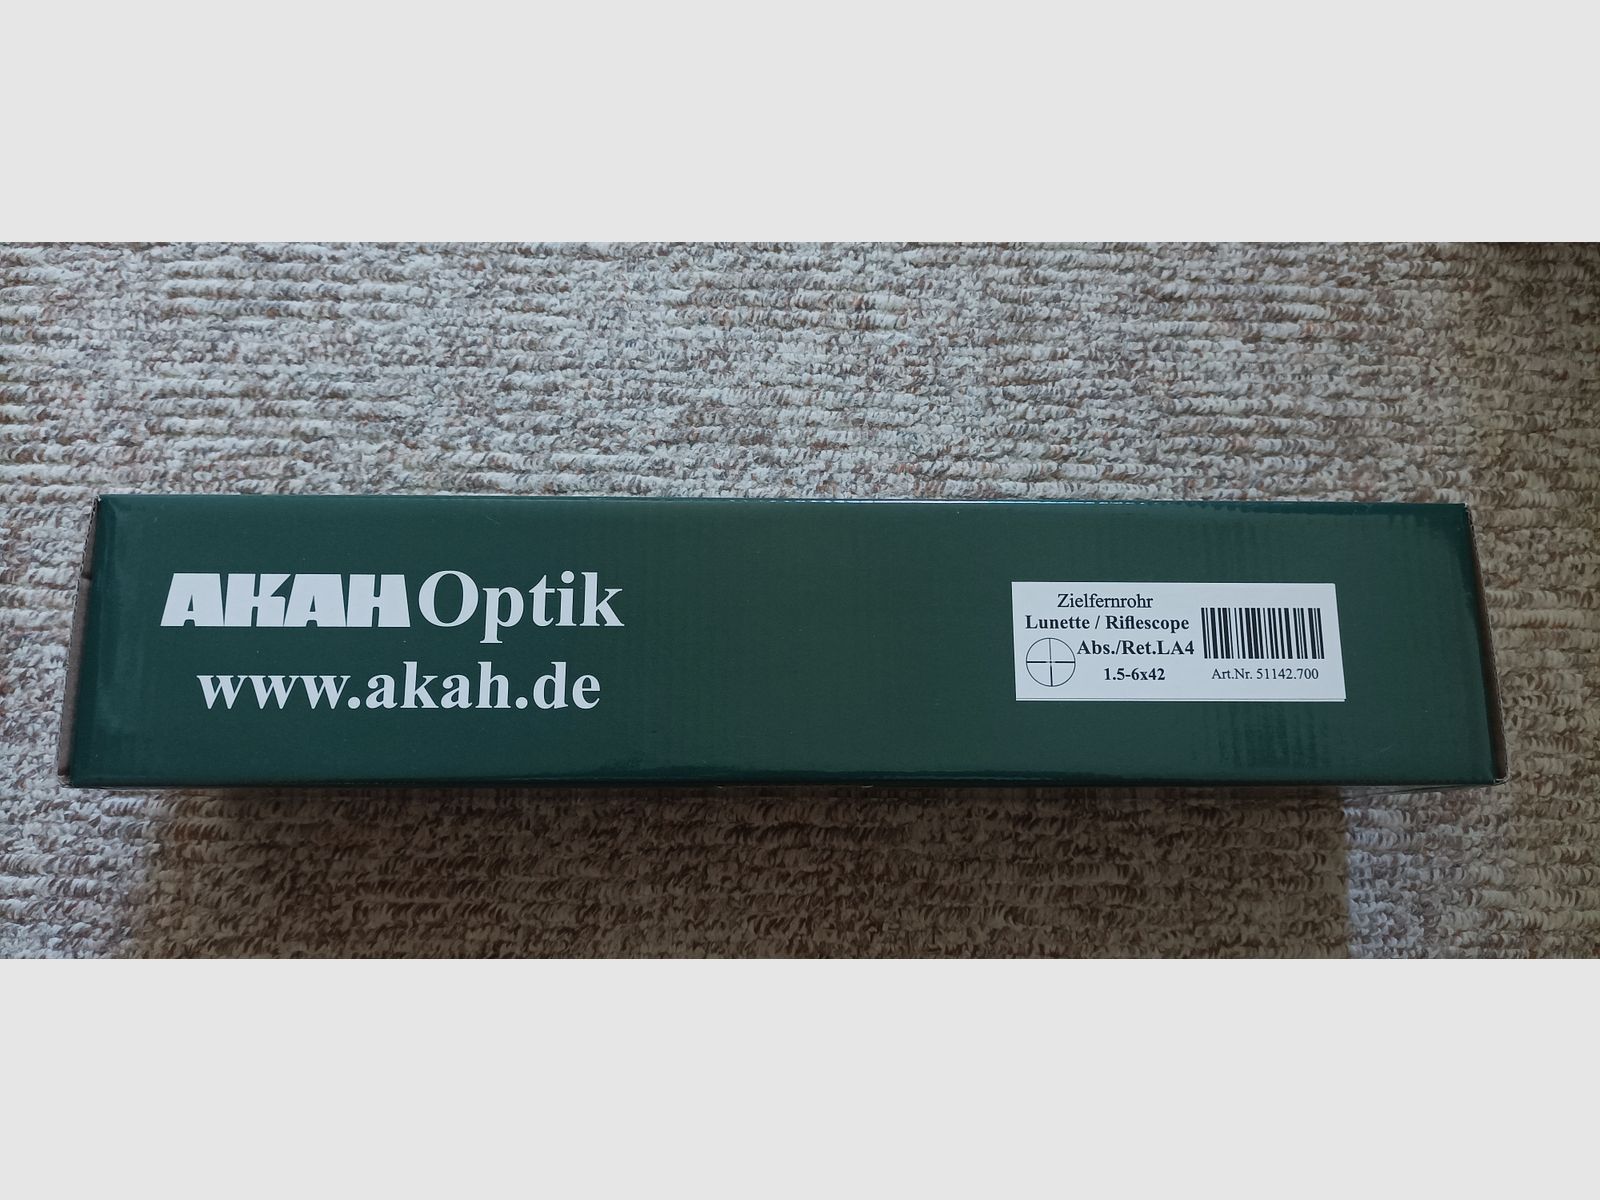 AKAH Optik
www.akah.de
Zielfernrohr
Lunette / Riflescope
Abs./Ret.LA4
1.5-6x42
Art.Nr. 51142.700